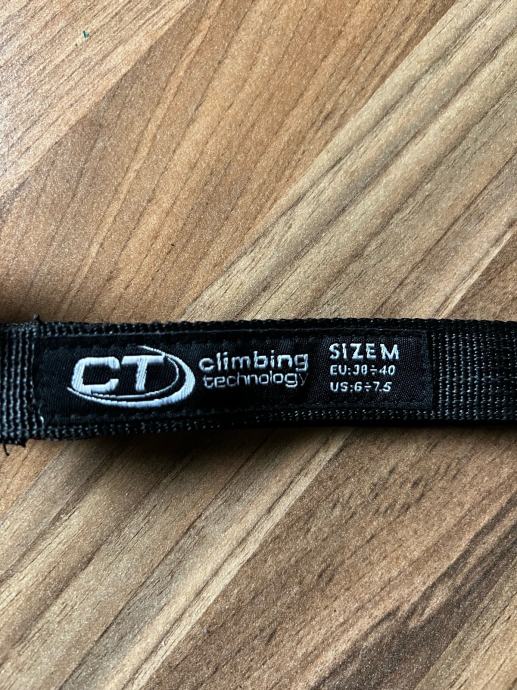 CT climbing technology
SIZE M
EU: 38÷40
US: 6÷7.5